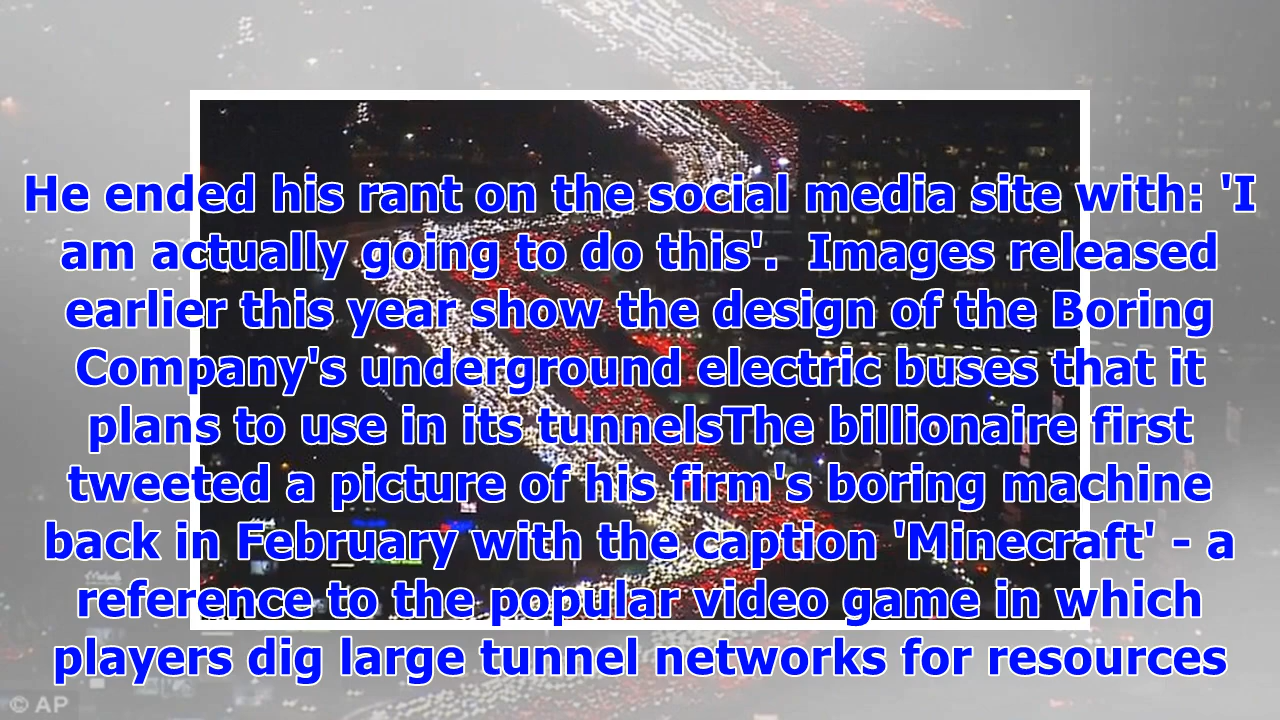 He ended his rant on the social media site with: 'I
am actually going to do this'.  Images released
earlier this year show the design of the Boring
Company's underground electric buses that it
plans to use in its tunnelsThe billionaire first
tweeted a picture of his firm's boring machine
back in February with the caption 'Minecraft' - a
reference to the popular video game in which
players dig large tunnel networks for resources
© AP